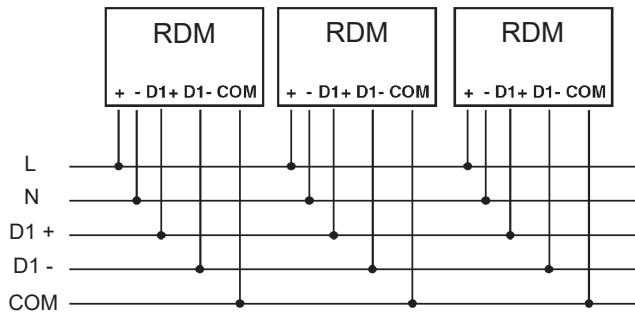 RDM RDM RDM
+ - D1+ D1- COM + - D1+ D1- COM + - D1+ D1- COM
L
N
D1 +
D1 -
COM